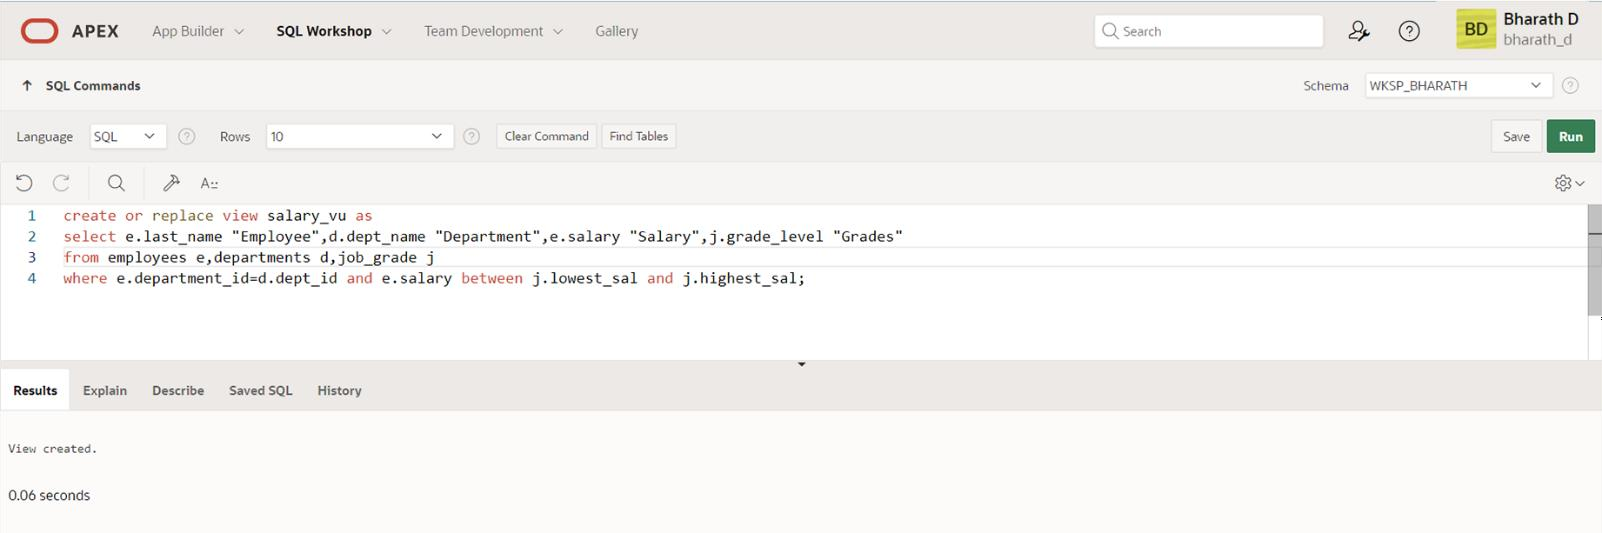 APEX App Builder SQL Workshop Team Development Gallery Search BD Bharath D
bharath_d
SQL Commands Schema WKSP_BHARATH
Language SQL Rows 10 Clear Command Find Tables Save Run
A
1 create or replace view salary_vu as
2 select e.last_name "Employee",d.dept_name "Department",e.salary "Salary",j.grade_level "Grades"
3 from employees e,departments d,job_grade j
4 where e.department_id=d.dept_id and e.salary between j.lowest_sal and j.highest_sal;
Results Explain Describe Saved SQL History
View created.
0.06 seconds